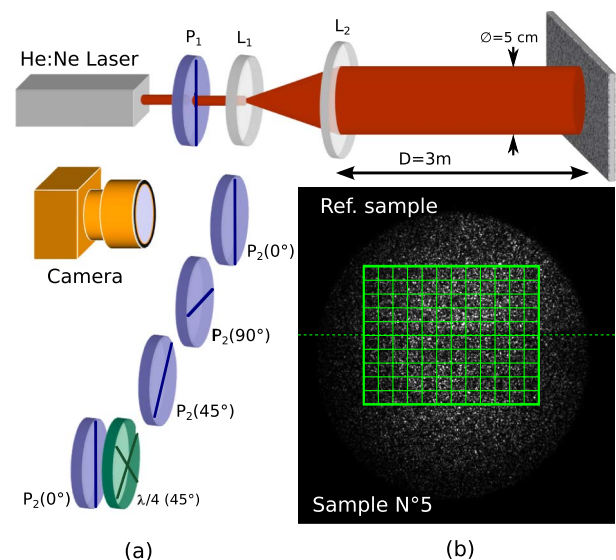 P₁
L₁
L₂
He:Ne Laser
∅=5 cm
D=3m
Camera
P₂(0°)
P₂(90°)
P₂(45°)
P₂(0°)
λ/4 (45°)
(a)
Ref. sample
Sample N°5
(b)